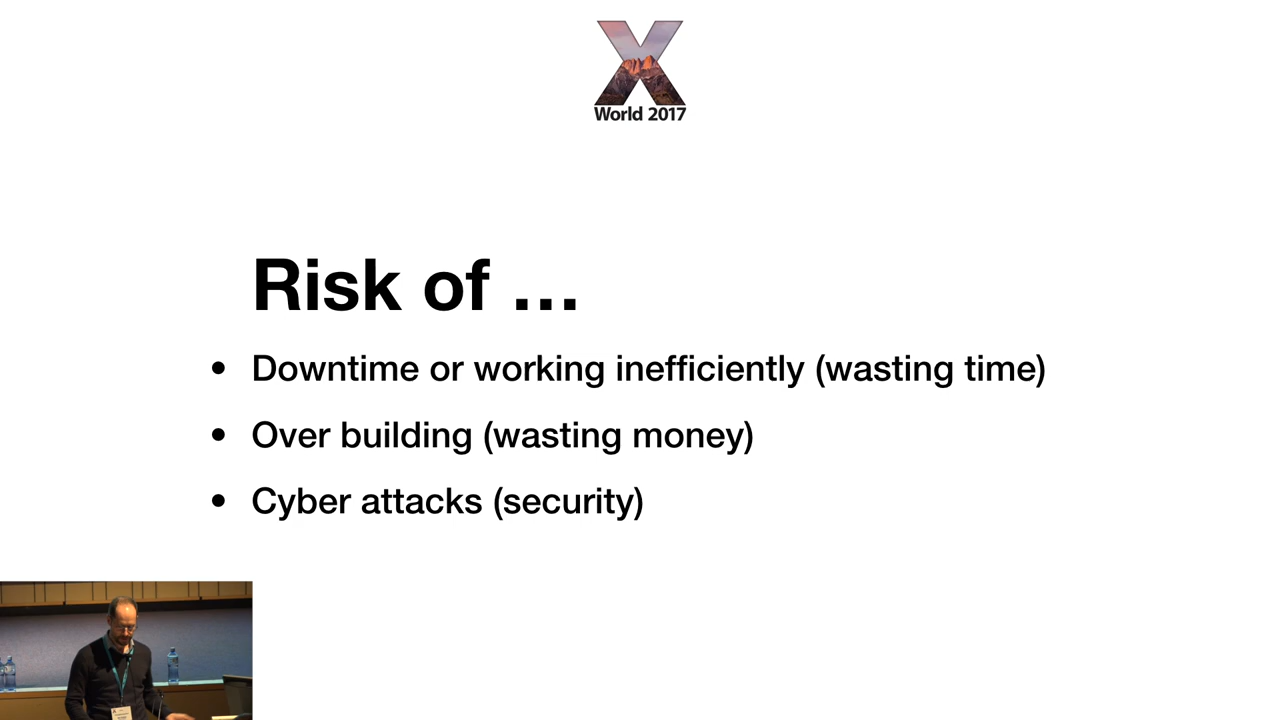 X
World 2017
Risk of ...
• Downtime or working inefficiently (wasting time)
• Over building (wasting money)
• Cyber attacks (security)